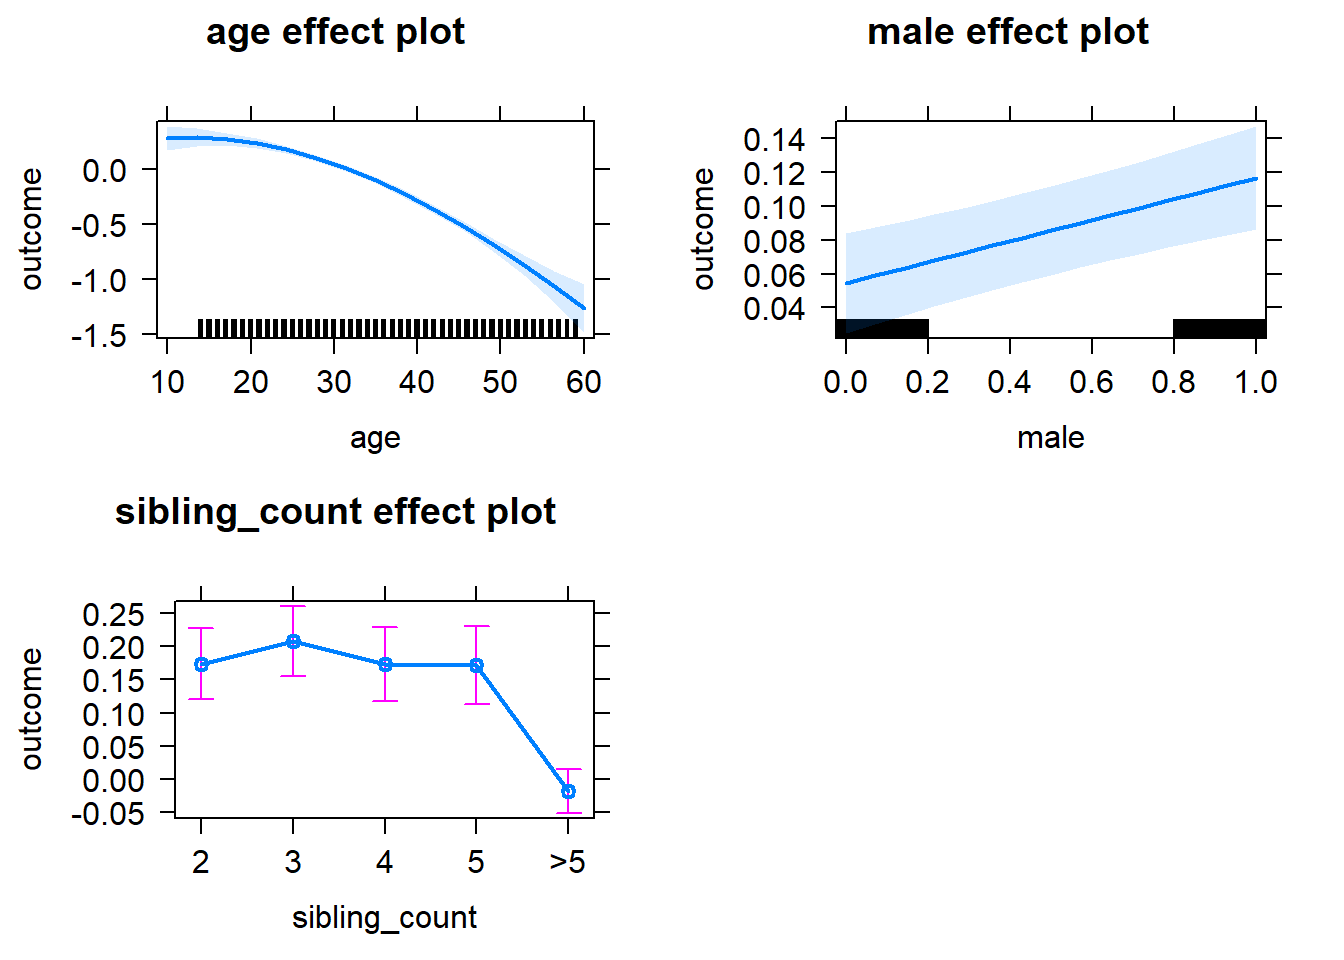 age effect plot
outcome
0.0
-0.5
-1.0
-1.5
10 20 30 40 50 60
age
male effect plot
outcome
0.14
0.12
0.10
0.08
0.06
0.04
0.0 0.2 0.4 0.6 0.8 1.0
male
sibling_count effect plot
outcome
0.25
0.20
0.15
0.10
0.05
0.00
-0.05
2 3 4 5 >5
sibling_count